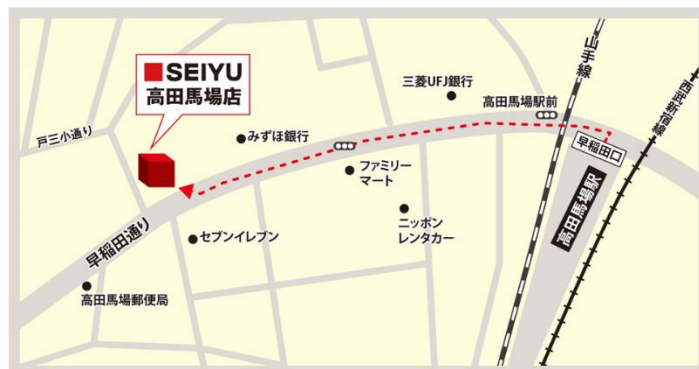 SEIYU
高田馬場店
戸三小通り
みずほ銀行
三菱UFJ銀行
高田馬場駅前
山手線
西武新宿線
早稲田口
高田馬場駅
ファミリー
マート
ニッポン
レンタカー
セブンイレブン
早稲田通り
高田馬場郵便局